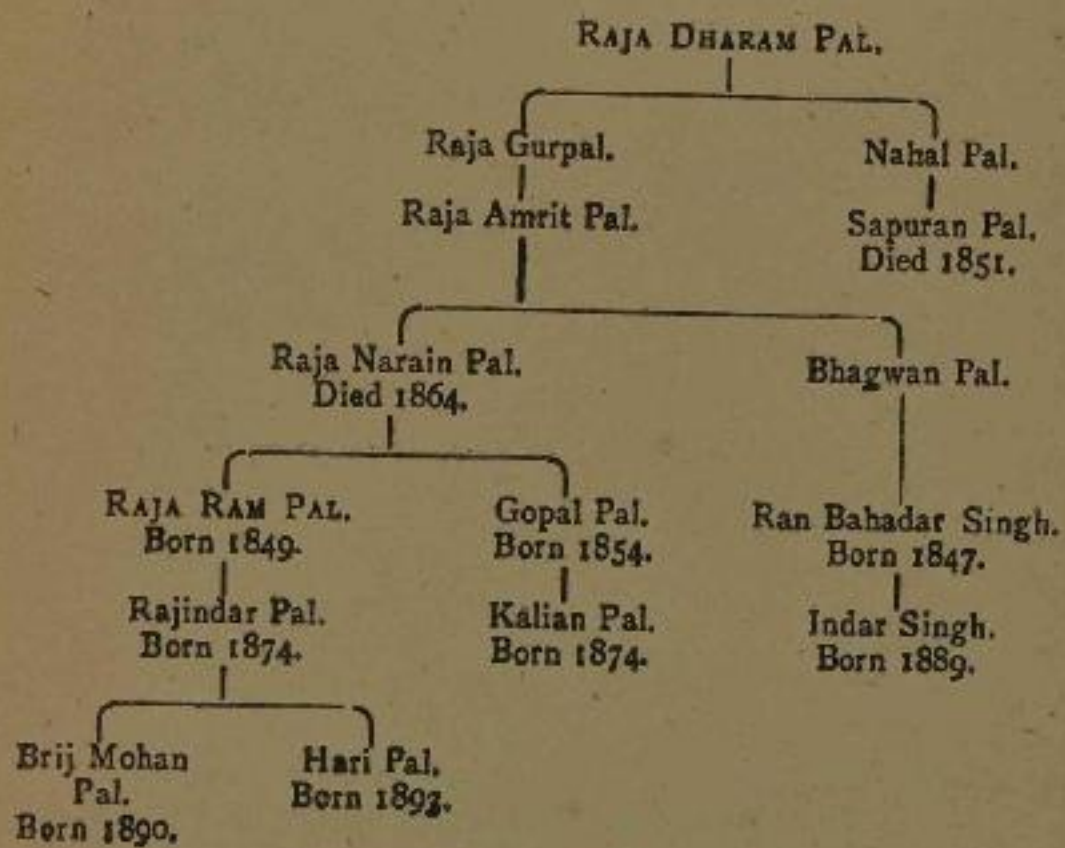 RAJA DHARAM PAL.
Raja Gurpal.
Nahal Pal.
Raja Amrit Pal.
Sapuran Pal.
Died 1851.
Raja Narain Pal.
Died 1864.
Bhagwan Pal.
RAJA RAM PAL.
Born 1849.
Gopal Pal.
Born 1854.
Ran Bahadar Singh.
Born 1847.
Rajindar Pal.
Born 1874.
Kalian Pal.
Born 1874.
Indar Singh.
Born 1889.
Brij Mohan
Pal.
Born 1890.
Hari Pal.
Born 1893.